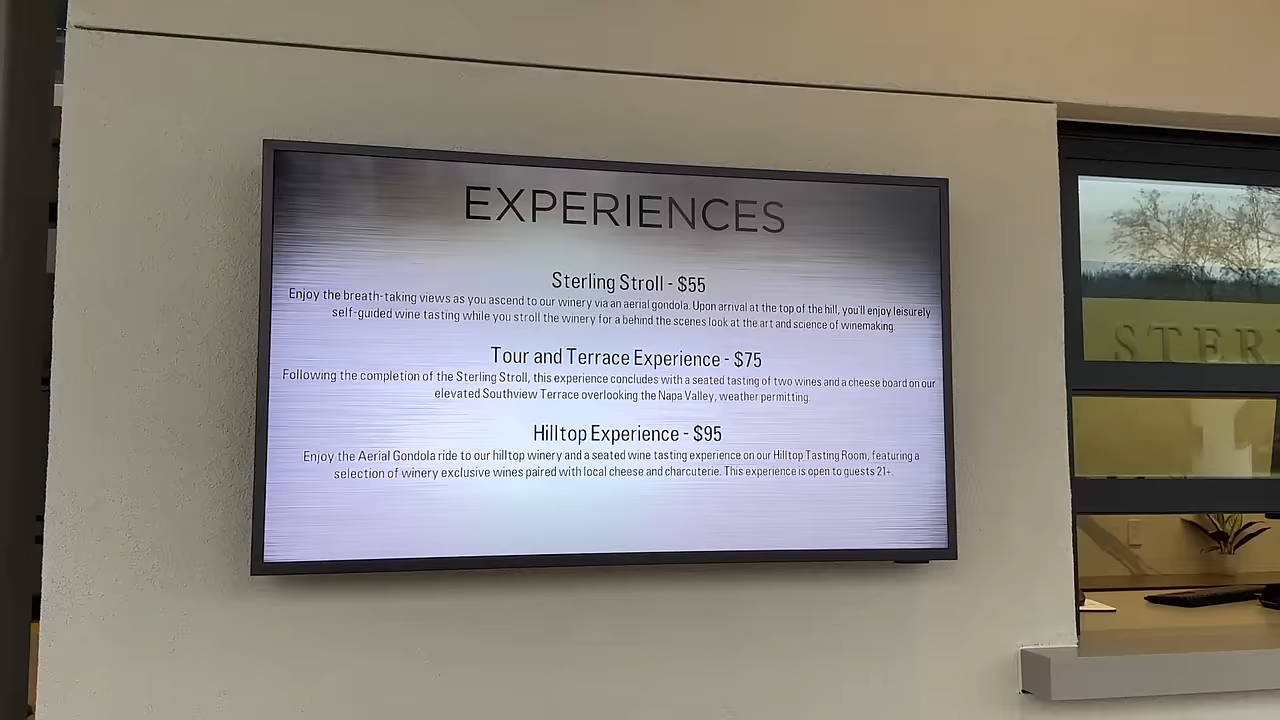 EXPERIENCES
Sterling Stroll - $55
Enjoy the breath-taking views as you ascend to our winery via an aerial gondola. Upon arrival at the top of the hill, you'll enjoy leisurely
self-guided wine tasting while you stroll the winery for a behind the scenes look at the art and science of winemaking.
Tour and Terrace Experience - $75
Following the completion of the Sterling Stroll, this experience concludes with a seated tasting of two wines and a cheese board on our
elevated Southview Terrace overlooking the Napa Valley, weather permitting.
Hilltop Experience - $95
Enjoy the Aerial Gondola ride to our hilltop winery and a seated wine tasting experience on our Hilltop Tasting Room, featuring a
selection of winery exclusive wines paired with local cheese and charcuterie. This experience is open to guests 21+.
STER